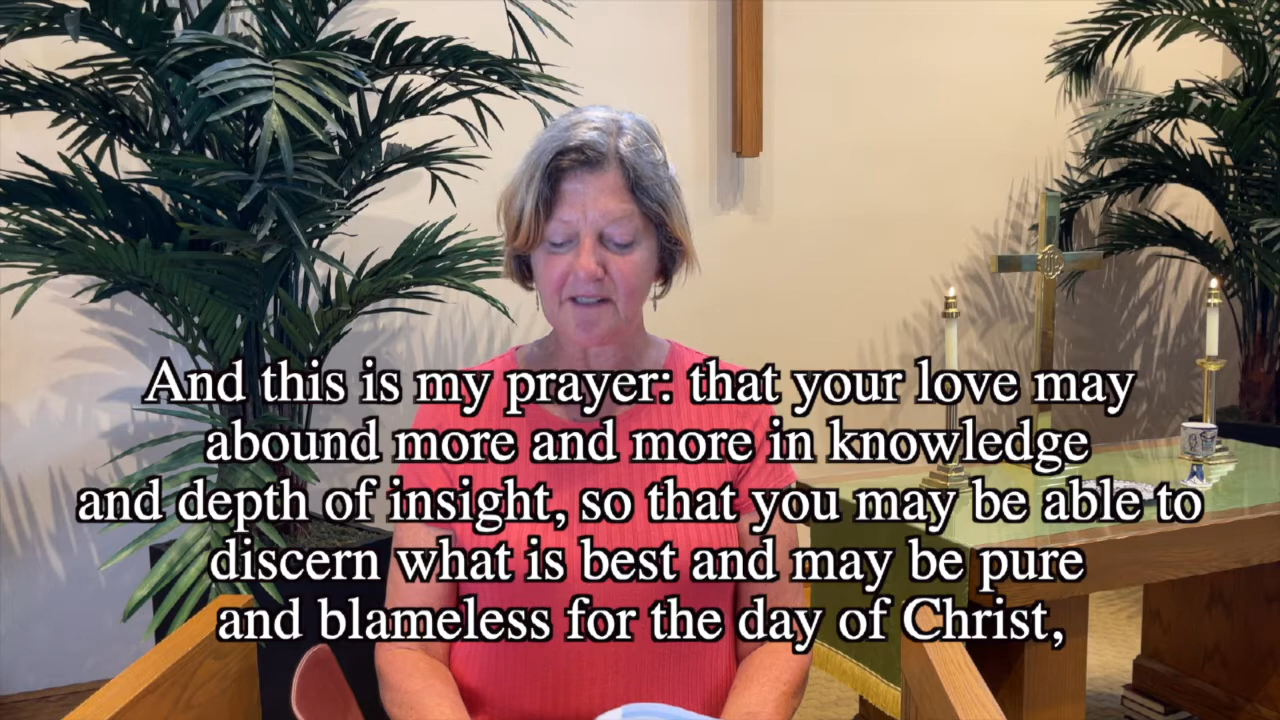 And this is my prayer: that your love may
abound more and more in knowledge
and depth of insight, so that you may be able to
discern what is best and may be pure
and blameless for the day of Christ,